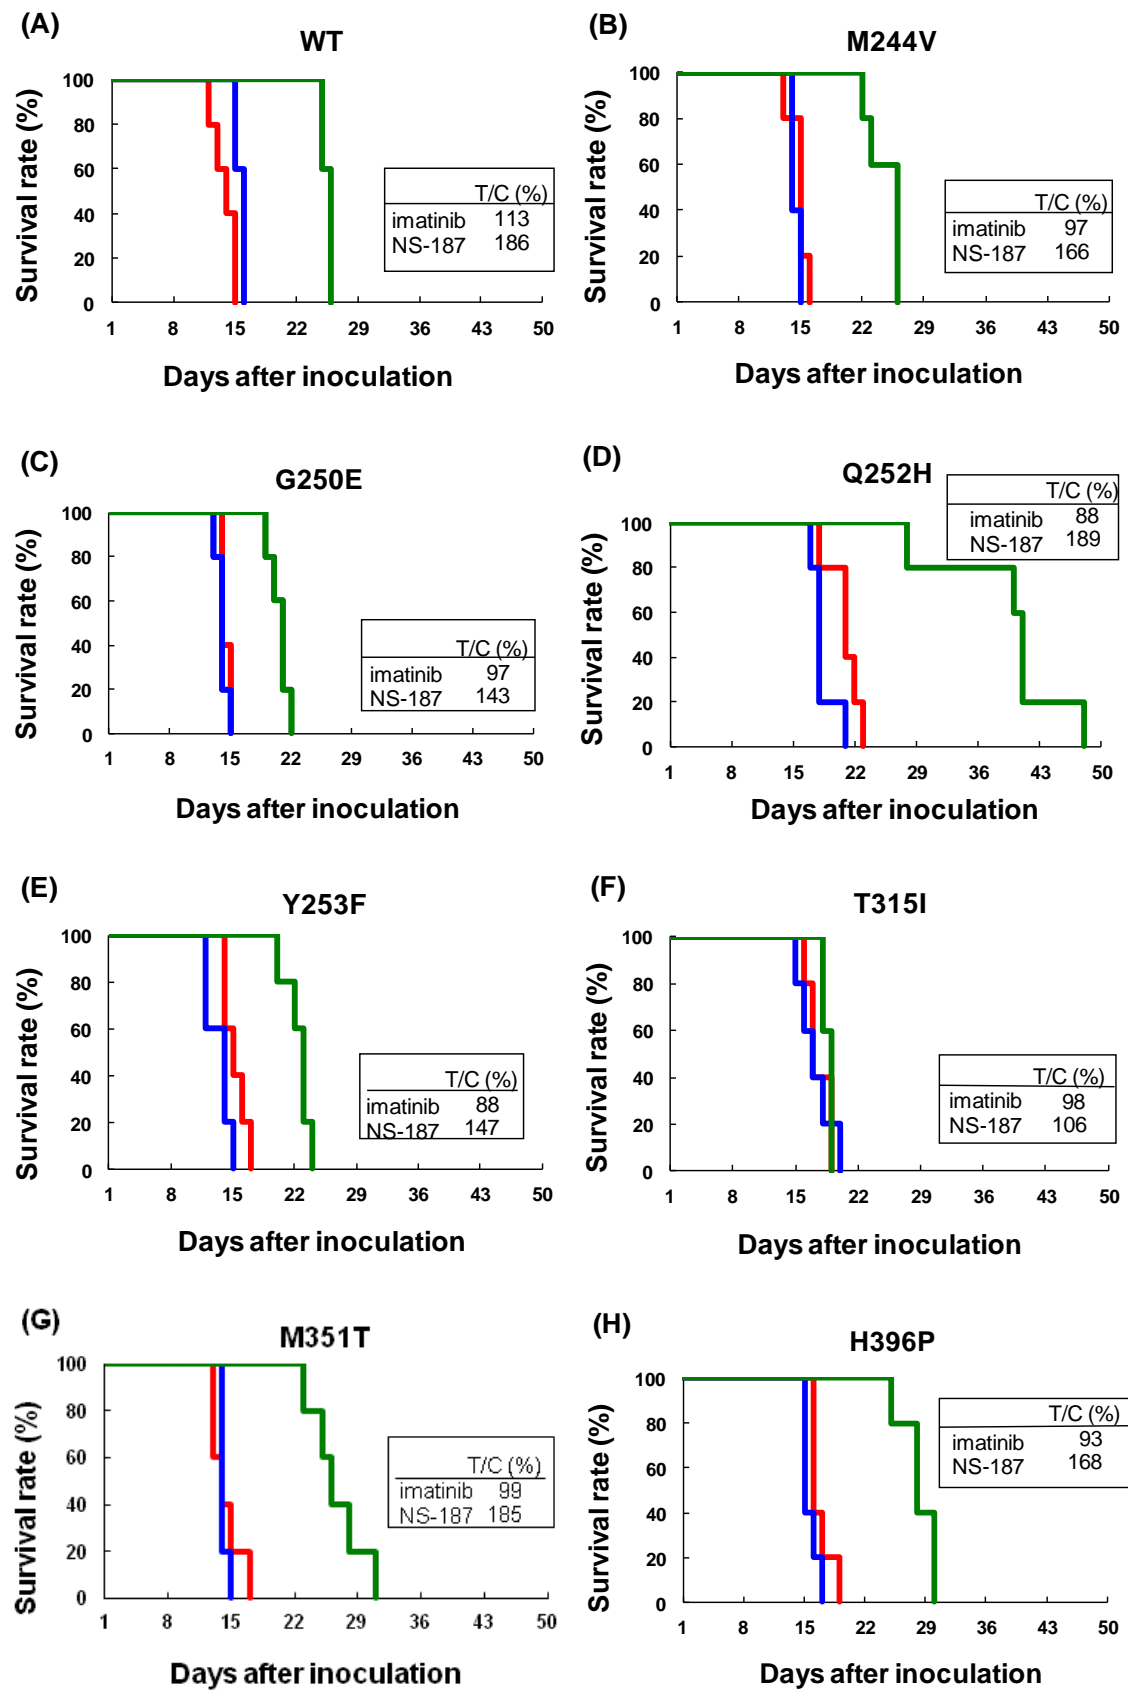 (A)
WT
Survival rate (%)
100
80
60
40
20
0
1 8 15 22 29 36 43 50
Days after inoculation
T/C (%)
imatinib 113
NS-187 186
(B)
M244V
Survival rate (%)
100
80
60
40
20
0
1 8 15 22 29 36 43 50
Days after inoculation
T/C (%)
imatinib 97
NS-187 166
(C)
G250E
Survival rate (%)
100
80
60
40
20
0
1 8 15 22 29 36 43 50
Days after inoculation
T/C (%)
imatinib 97
NS-187 143
(D)
Q252H
Survival rate (%)
100
80
60
40
20
0
1 8 15 22 29 36 43 50
Days after inoculation
T/C (%)
imatinib 88
NS-187 189
(E)
Y253F
Survival rate (%)
100
80
60
40
20
0
1 8 15 22 29 36 43 50
Days after inoculation
T/C (%)
imatinib 88
NS-187 147
(F)
T315I
Survival rate (%)
100
80
60
40
20
0
1 8 15 22 29 36 43 50
Days after inoculation
T/C (%)
imatinib 98
NS-187 106
(G)
M351T
Survival rate (%)
100
80
60
40
20
0
1 8 15 22 29 36 43 50
Days after inoculation
T/C (%)
imatinib 99
NS-187 185
(H)
H396P
Survival rate (%)
100
80
60
40
20
0
1 8 15 22 29 36 43 50
Days after inoculation
T/C (%)
imatinib 93
NS-187 168